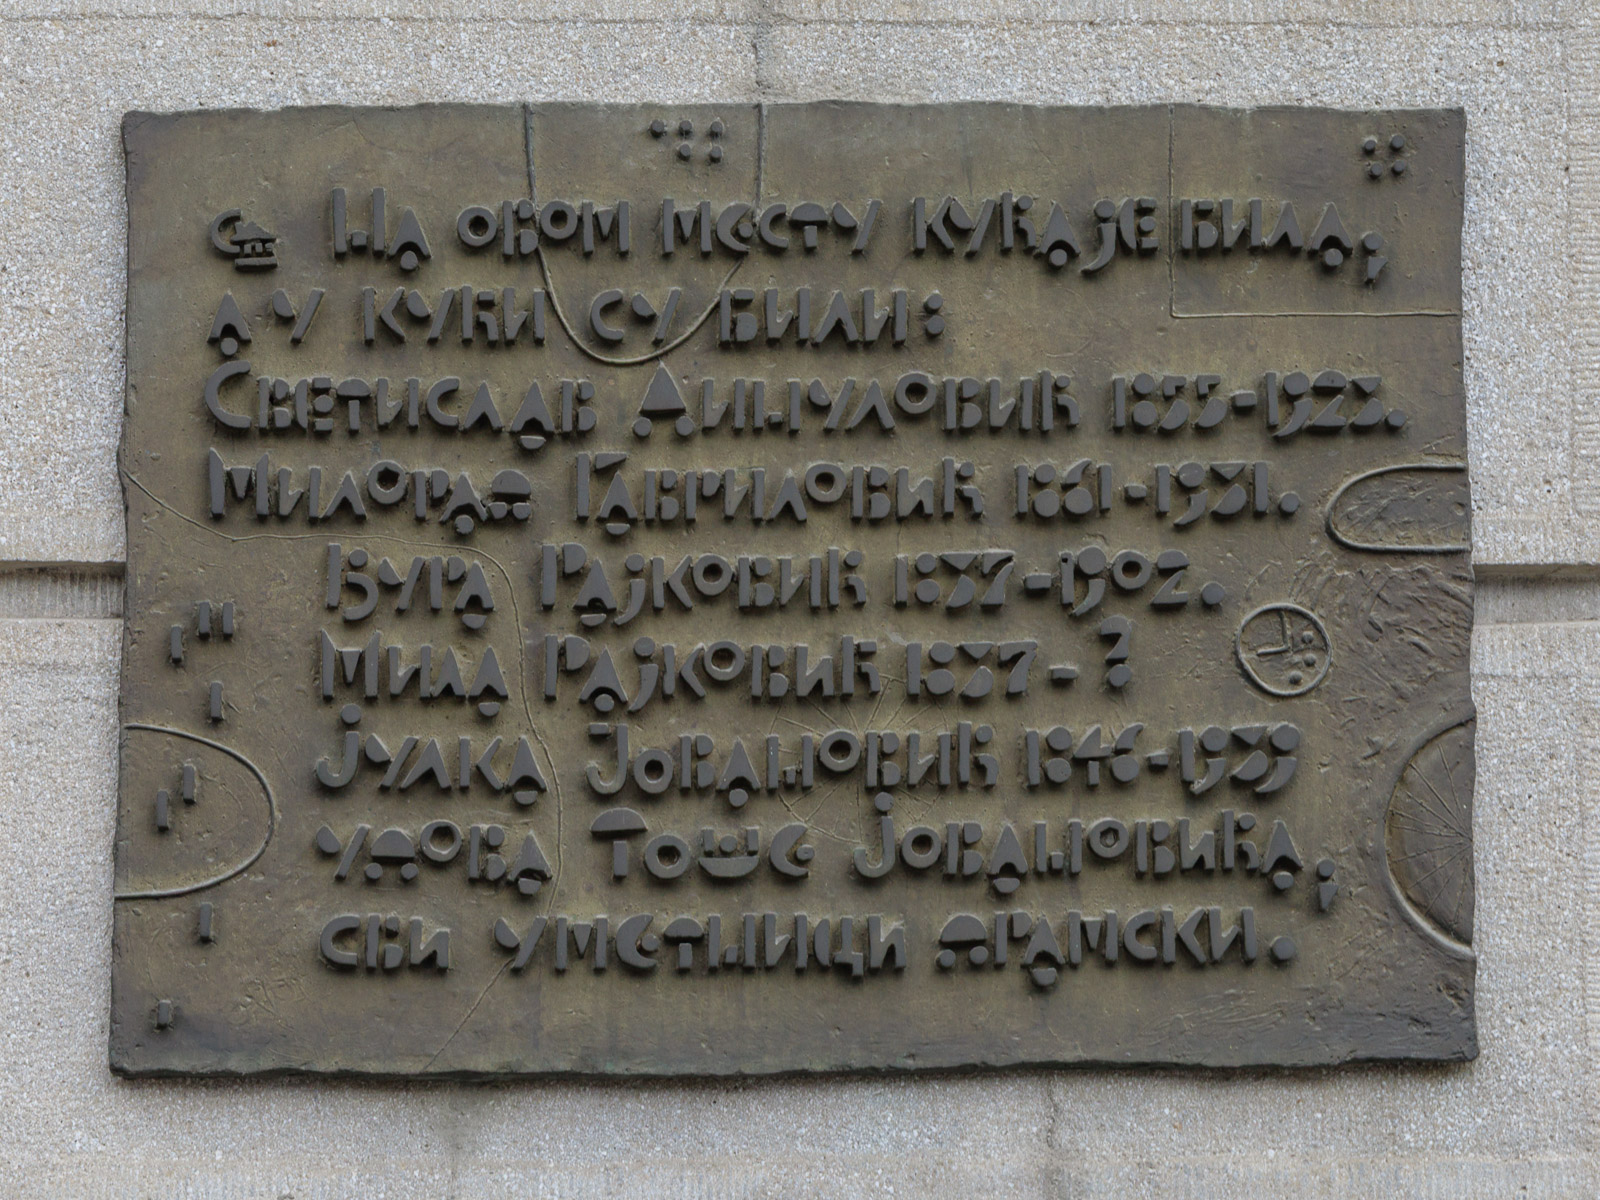 На овом месту кућа је била,
а у кући су били:
Светислав Динуловић 1855-1923.
Милорад Гавриловић 1861-1931.
Ђура Рајковић 1837-1902.
Мила Рајковић 1837- ?
Јулка Јовановић 1846-1939
удова Тоше Јовановића,
сви уметници драмски.